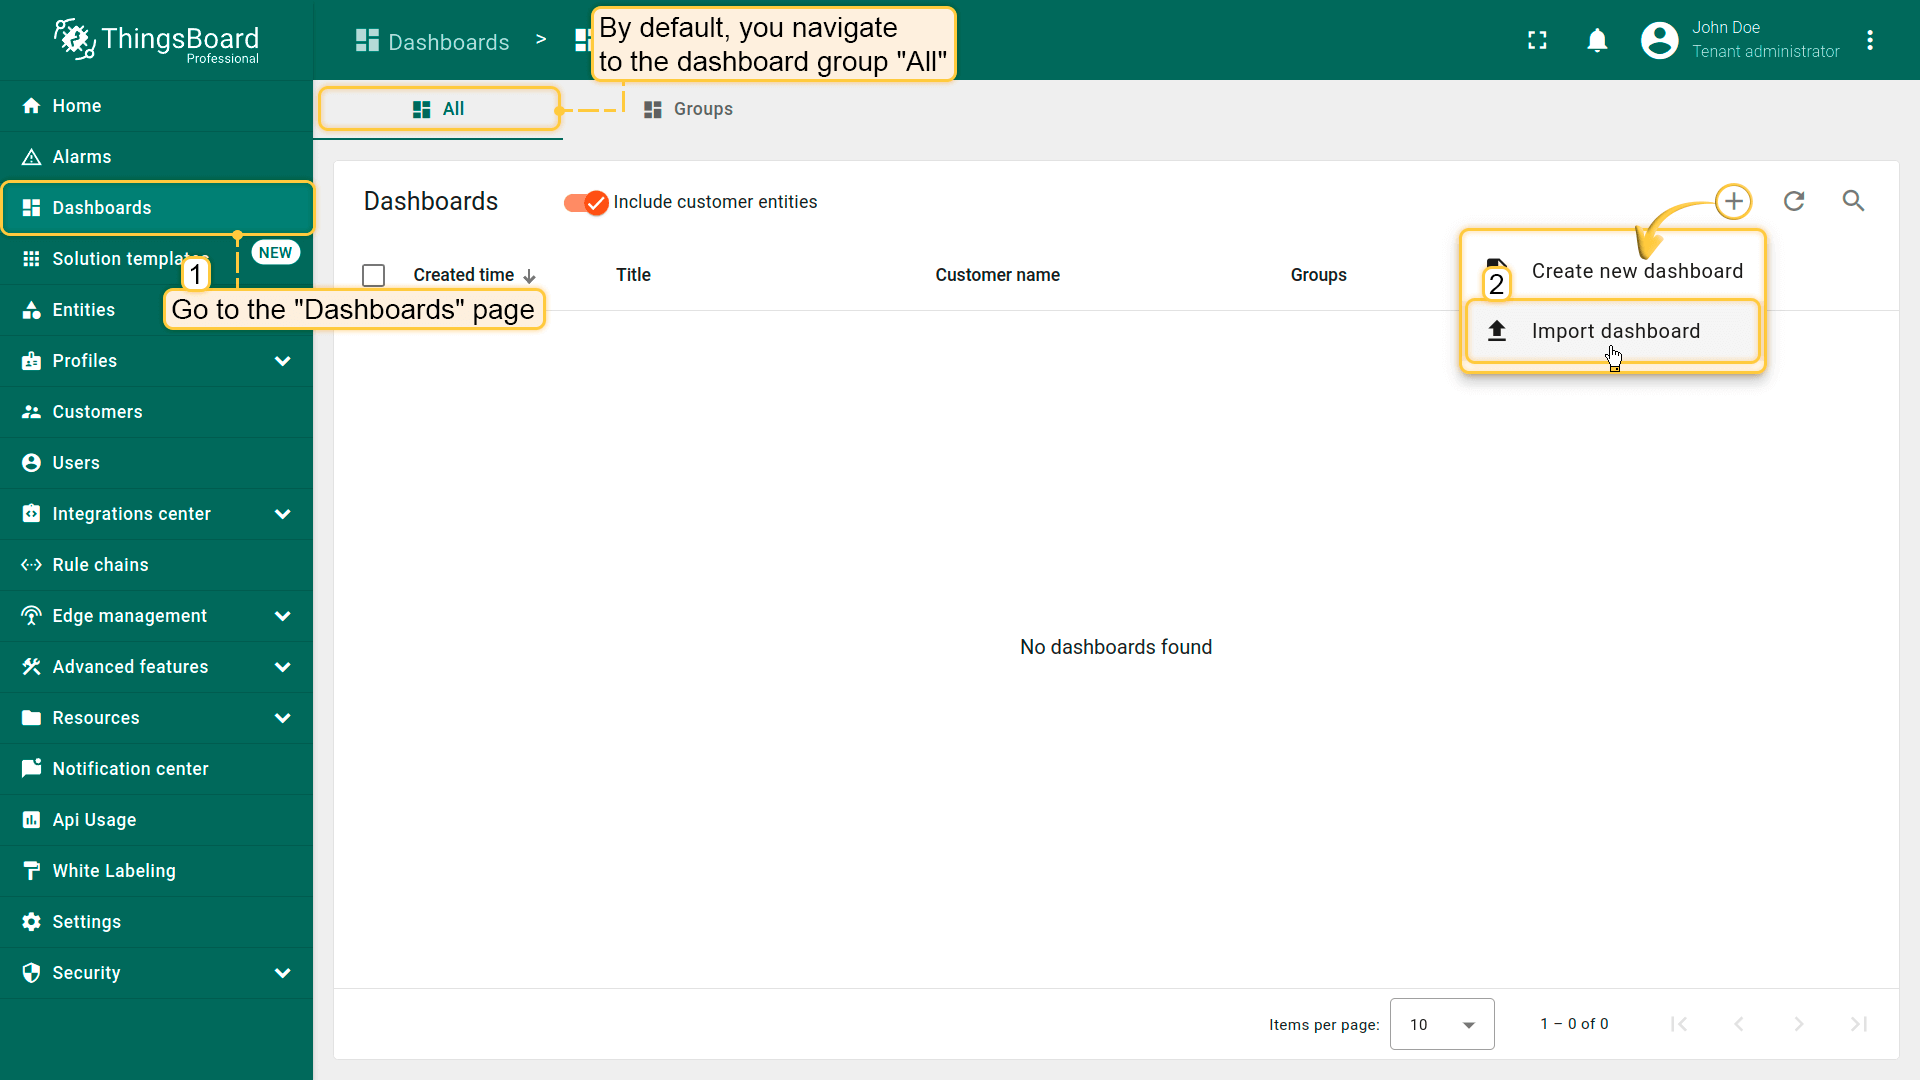 ThingsBoard
Professional
Dashboards >
By default, you navigate
to the dashboard group "All"
John Doe
Tenant administrator
Home
Alarms
Dashboards
Solution templates
NEW
Entities
Profiles
Customers
Users
Integrations center
Rule chains
Edge management
Advanced features
Resources
Notification center
Api Usage
White Labeling
Settings
Security
1
Go to the "Dashboards" page
All
Groups
Dashboards
Include customer entities
Created time
Title
Customer name
Groups
Create new dashboard
2
Import dashboard
No dashboards found
Items per page:
10
1 – 0 of 0